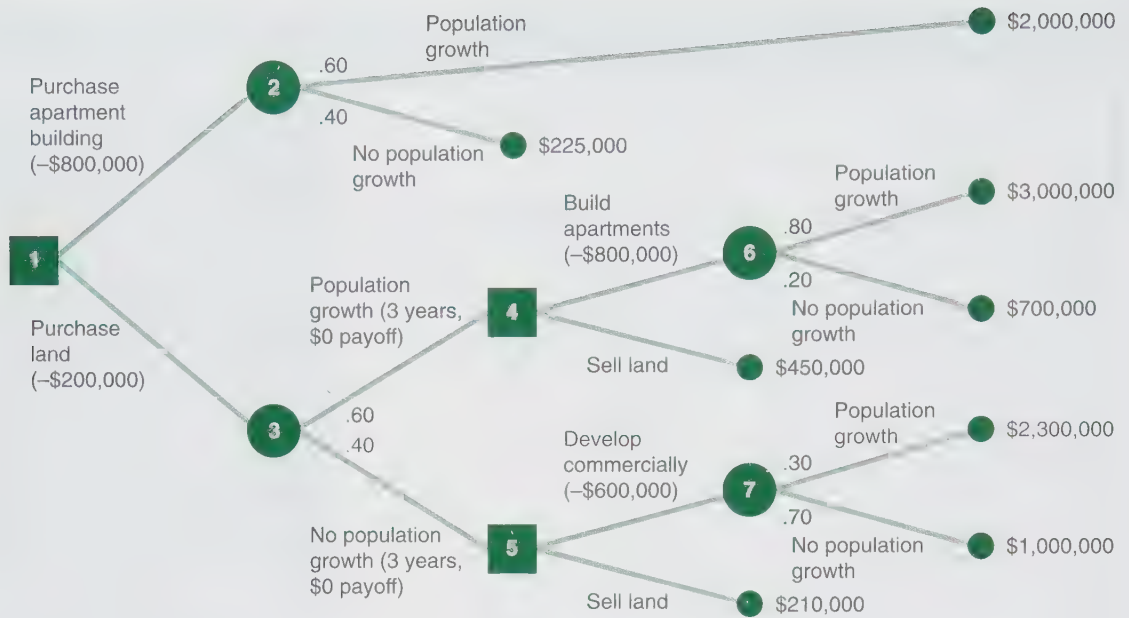 Population
growth
$2,000,000
.60
2
Purchase
apartment
building
(–$800,000)
.40
No population
growth
$225,000
Population
growth
$3,000,000
Build
apartments
(–$800,000)
.80
6
.20
1
Population
growth (3 years,
$0 payoff)
4
No population
growth
$700,000
Purchase
land
(–$200,000)
Sell land
$450,000
.60
3
.40
Population
growth
$2,300,000
Develop
commercially
(–$600,000)
.30
7
.70
No population
growth (3 years,
$0 payoff)
5
No population
growth
$1,000,000
Sell land
$210,000